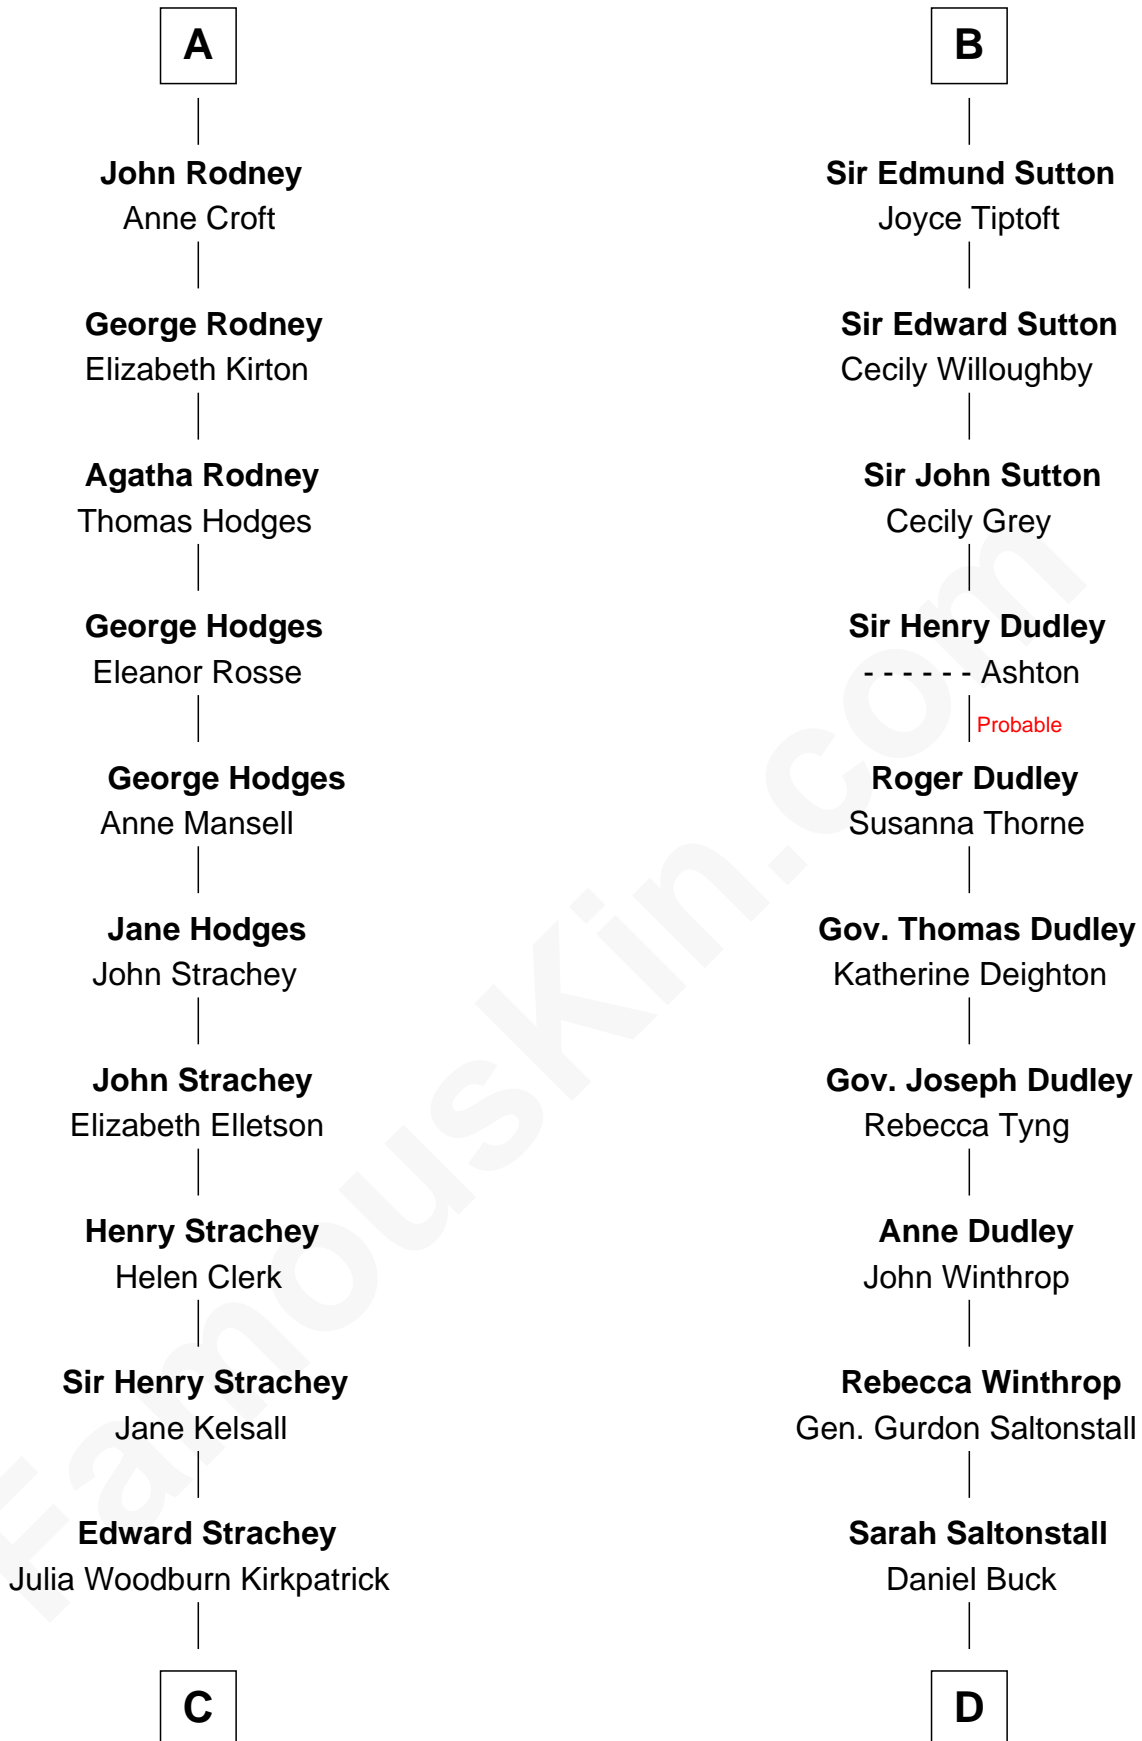 A
John Rodney
Anne Croft
George Rodney
Elizabeth Kirton
Agatha Rodney
Thomas Hodges
George Hodges
Eleanor Rosse
George Hodges
Anne Mansell
Jane Hodges
John Strachey
John Strachey
Elizabeth Elletson
Henry Strachey
Helen Clerk
Sir Henry Strachey
Jane Kelsall
Edward Strachey
Julia Woodburn Kirkpatrick
C
B
Sir Edmund Sutton
Joyce Tiptoft
Sir Edward Sutton
Cecily Willoughby
Sir John Sutton
Cecily Grey
Sir Henry Dudley
- - - - - - Ashton
Probable
Roger Dudley
Susanna Thorne
Gov. Thomas Dudley
Katherine Deighton
Gov. Joseph Dudley
Rebecca Tyng
Anne Dudley
John Winthrop
Rebecca Winthrop
Gen. Gurdon Saltonstall
Sarah Saltonstall
Daniel Buck
D
FamousKin.com